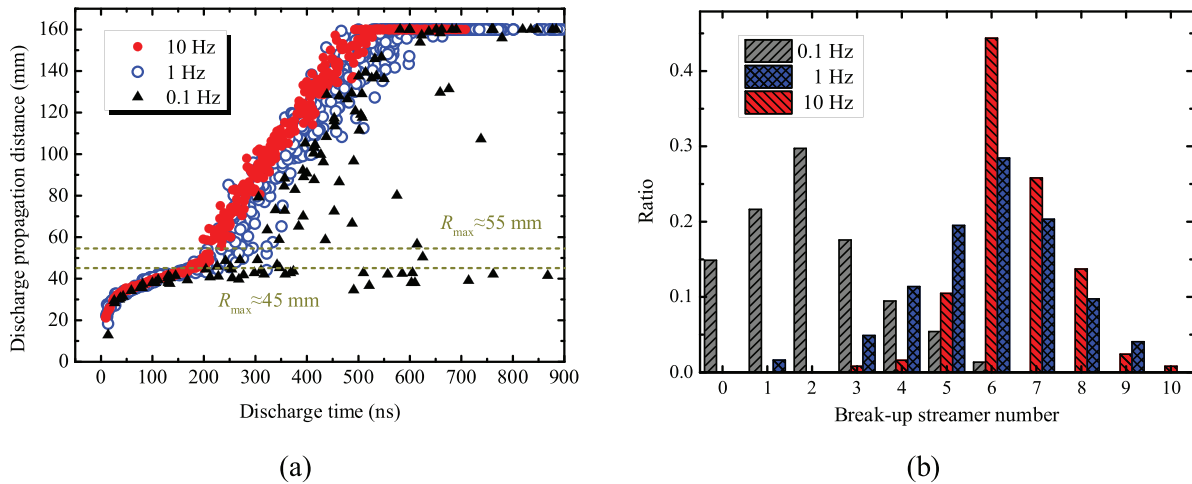 (a)
Discharge propagation distance (mm)
180
160
140
120
100
80
60
40
20
0
10 Hz
1 Hz
0.1 Hz
Rmax≈55 mm
Rmax≈45 mm
0 100 200 300 400 500 600 700 800 900
Discharge time (ns)
(a)
(b)
Ratio
0.4
0.3
0.2
0.1
0.0
0.1 Hz
1 Hz
10 Hz
0 1 2 3 4 5 6 7 8 9 10
Break-up streamer number
(b)